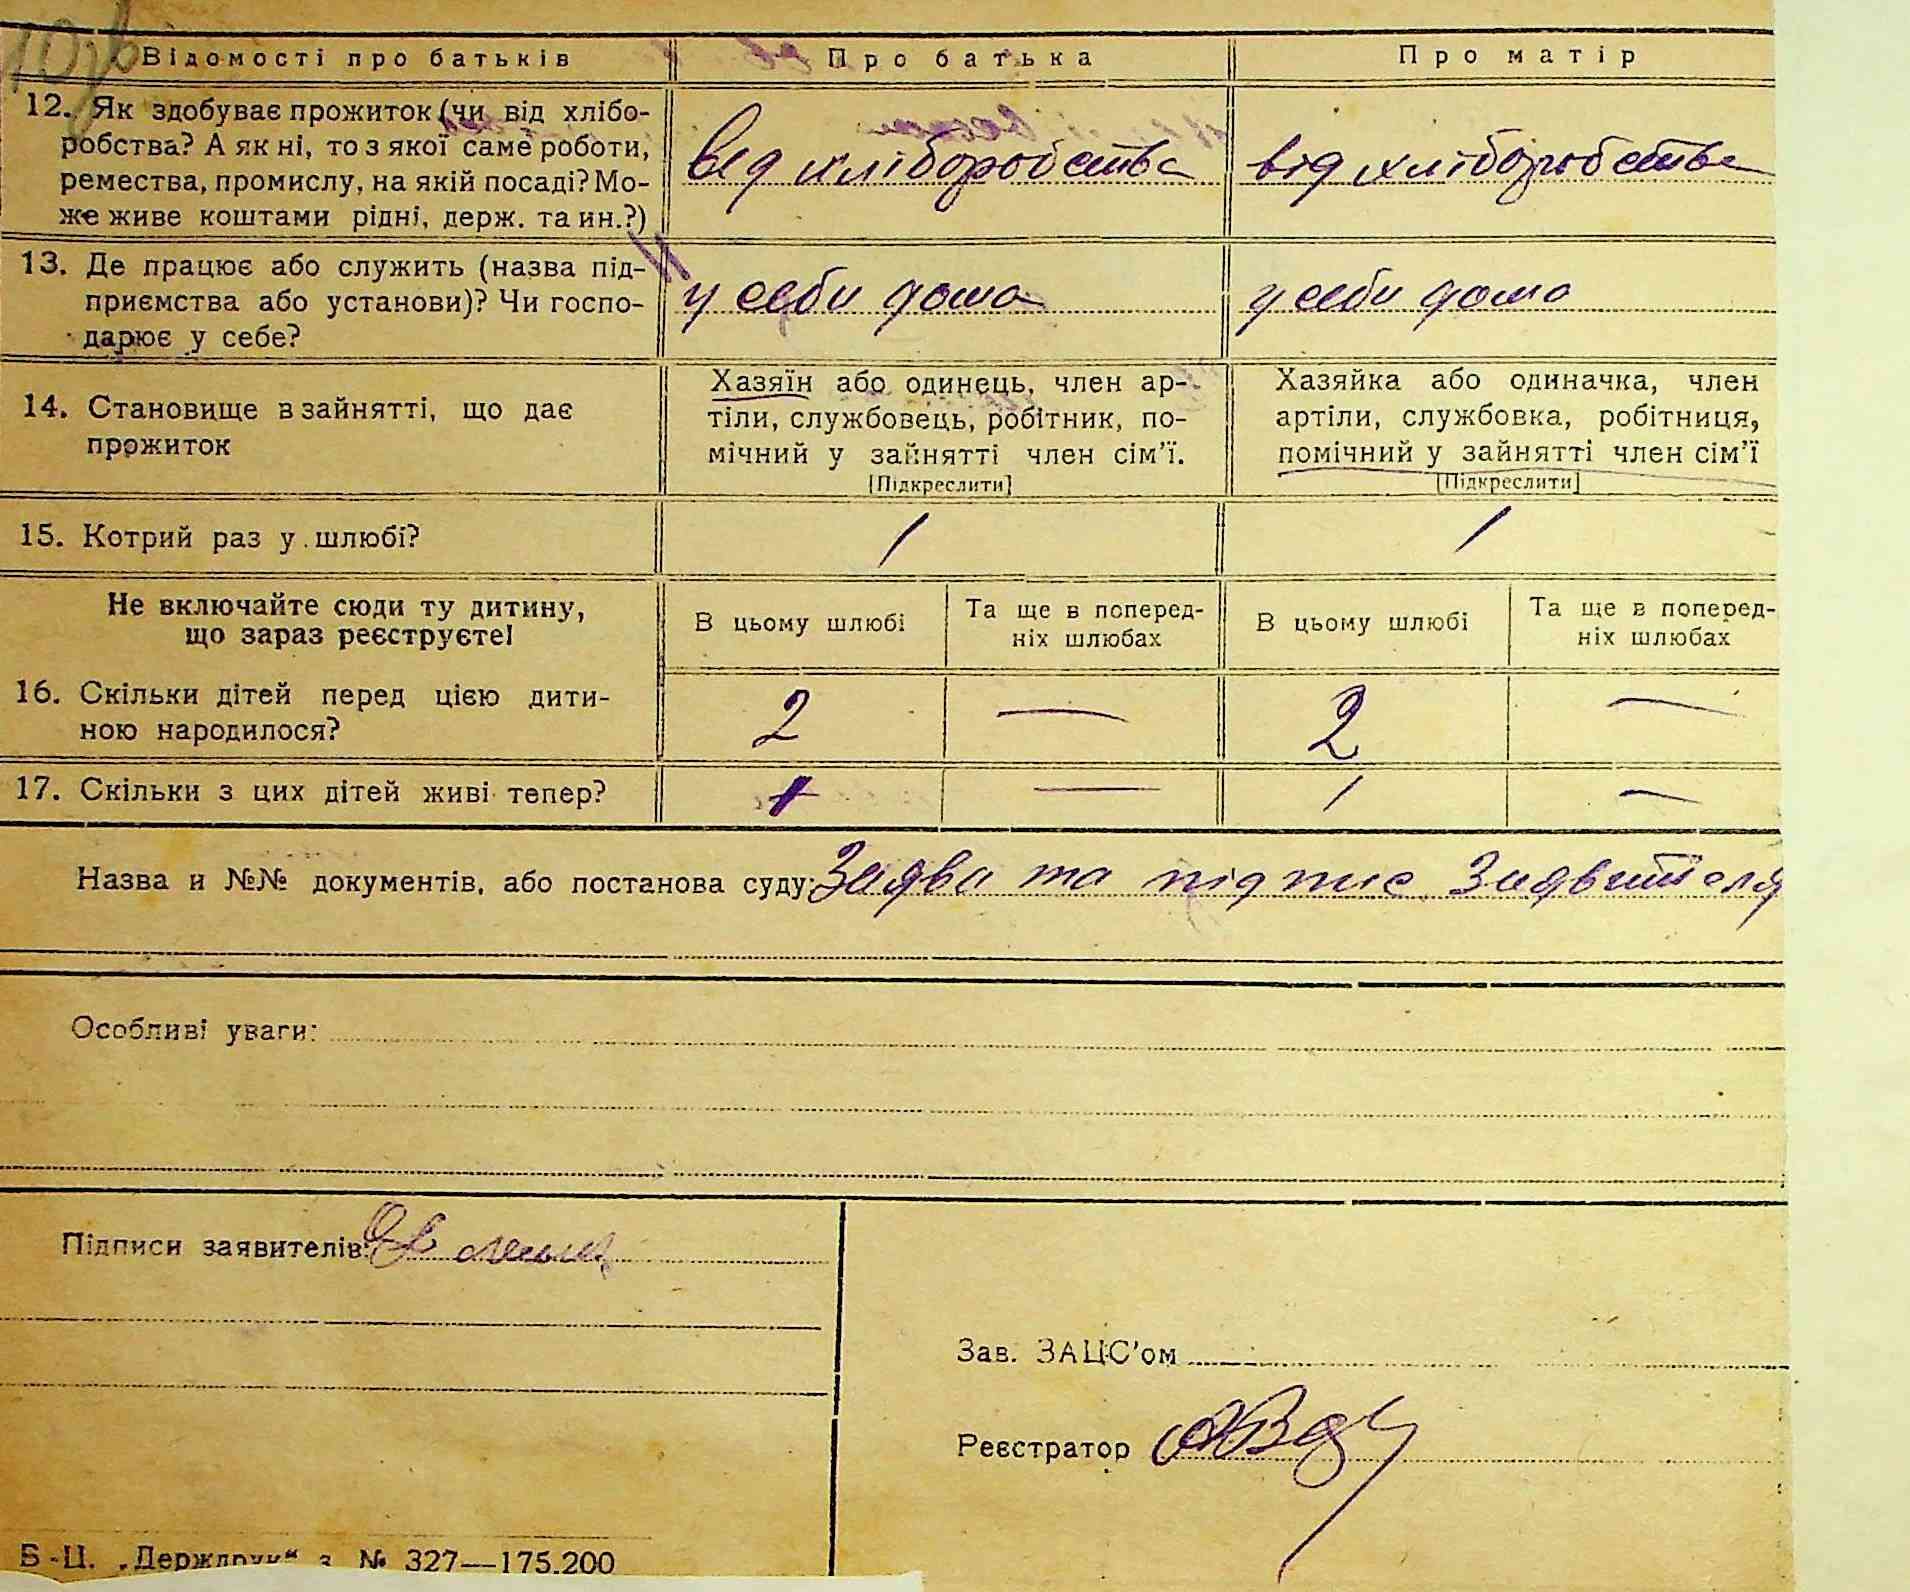 Відомості про батьків
Про батька
Про матір
12. Як здобуває прожиток (чи від хлібо-
робства? А як ні, то з якої саме роботи,
ремества, промислу, на якій посаді? Мо-
же живе коштами рідні, держ. та ин.?)
від хліборобства
від хліборобства
13. Де працює або служить (назва під-
приємства або установи)? Чи госпо-
дарює у себе?
у себи дома
у себи дома
14. Становище в зайнятті, що дає
прожиток
Хазяїн або одинець, член ар-
тіли, службовець, робітник, по-
мічний у зайнятті член сім'ї.
[Підкреслити]
Хазяйка або одиначка, член
артіли, службовка, робітниця,
помічний у зайнятті член сім'ї
[Підкреслити]
15. Котрий раз у шлюбі?
1
1
Не включайте сюди ту дитину,
що зараз реєструєте!
В цьому шлюбі
Та ще в поперед-
ніх шлюбах
В цьому шлюбі
Та ще в поперед-
ніх шлюбах
16. Скільки дітей перед цією дити-
ною народилося?
2 —
2 —
17. Скільки з цих дітей живі тепер?
1 —
1 —
Назва и №№ документів, або постанова суду: Заява та підпис Заявителя
Особливі уваги:
Підписи заявителів:
Зав. ЗАЦС'ом
Реєстратор
Б-Ц. „Держдрук“ з. № 327—175.200